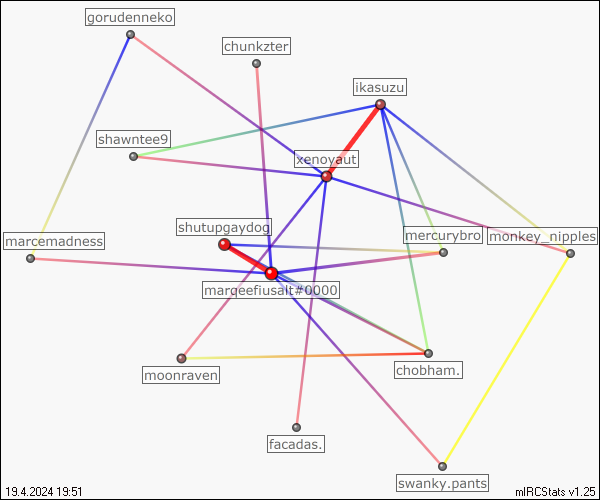 gorudenneko
chunkzter
ikasuzu
shawntee9
xenoyaut
shutupgaydog
marcemadness
mercurybro
monkey_nipples
marqeefiusalt#0000
moonraven
chobham.
facadas.
swanky.pants
19.4.2024 19:51
mIRCStats v1.25